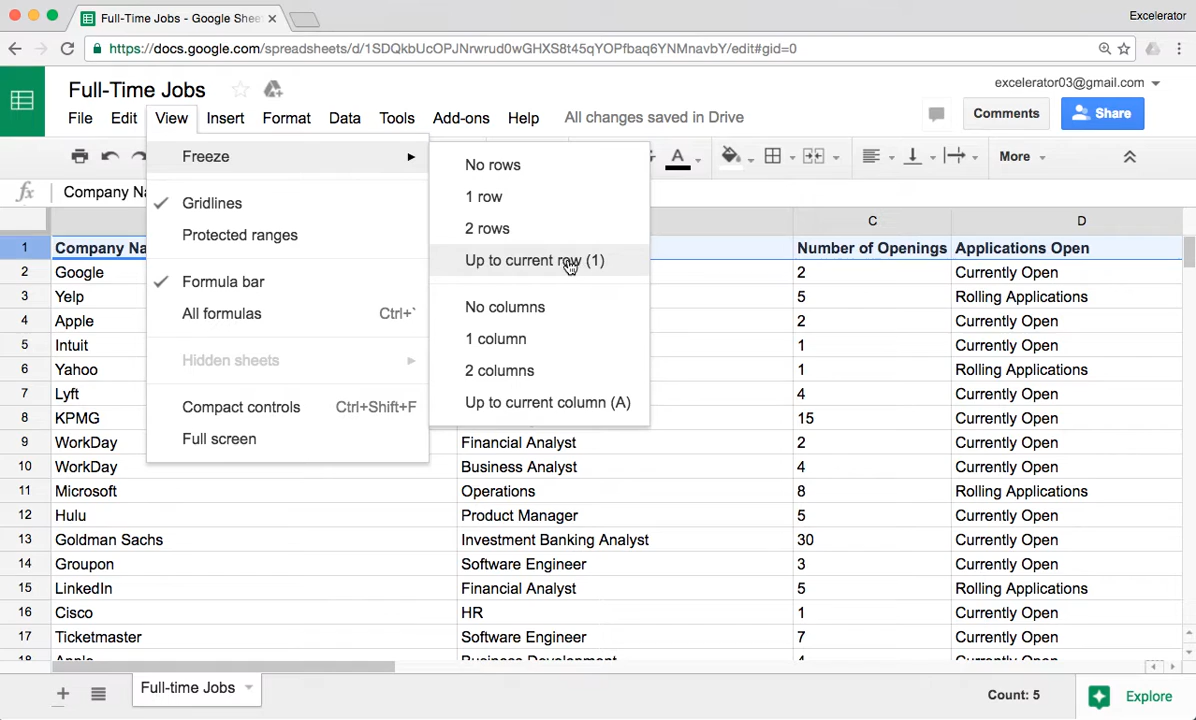 Full-Time Jobs - Google Shee
Excelerator
https://docs.google.com/spreadsheets/d/1SDQkbUcOPJNrwrud0wGHXS8t45qYOPfbaq6YNMnavbY/edit#gid=0
Full-Time Jobs
excelerator03@gmail.com
File Edit View Insert Format Data Tools Add-ons Help All changes saved in Drive
Comments Share
More
Freeze
Gridlines
Protected ranges
Formula bar
All formulas Ctrl+`
Hidden sheets
Compact controls Ctrl+Shift+F
Full screen
No rows
1 row
2 rows
Up to current row (1)
No columns
1 column
2 columns
Up to current column (A)
fx Company Na
C D
1 Company Na Number of Openings Applications Open
2 Google 2 Currently Open
3 Yelp 5 Rolling Applications
4 Apple 2 Currently Open
5 Intuit 1 Currently Open
6 Yahoo 1 Rolling Applications
7 Lyft 4 Currently Open
8 KPMG 15 Currently Open
9 WorkDay Financial Analyst 2 Currently Open
10 WorkDay Business Analyst 4 Currently Open
11 Microsoft Operations 8 Rolling Applications
12 Hulu Product Manager 5 Currently Open
13 Goldman Sachs Investment Banking Analyst 30 Currently Open
14 Groupon Software Engineer 3 Currently Open
15 LinkedIn Financial Analyst 5 Rolling Applications
16 Cisco HR 1 Currently Open
17 Ticketmaster Software Engineer 7 Currently Open
18 Apple Business Development 4 Currently Open
Full-time Jobs
Count: 5
Explore